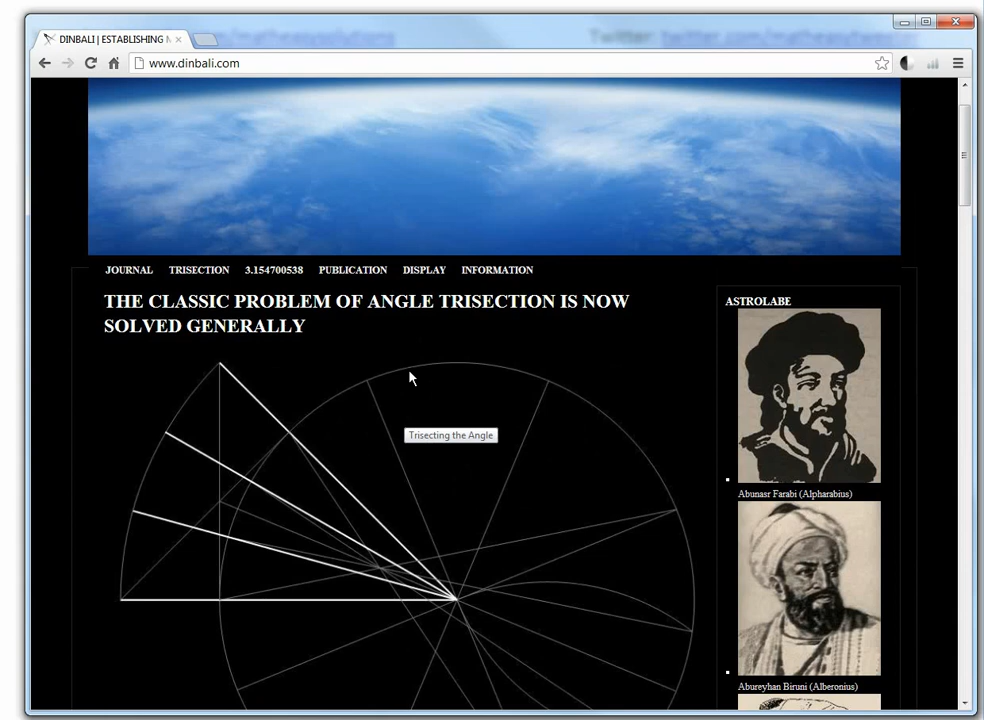 DINBALI | ESTABLISHING
www.dinbali.com
JOURNAL TRISECTION 3.154700538 PUBLICATION DISPLAY INFORMATION
THE CLASSIC PROBLEM OF ANGLE TRISECTION IS NOW
SOLVED GENERALLY
Trisecting the Angle
ASTROLABE
Abunasr Farabi (Alpharabius)
Abureyhan Biruni (Alberonius)